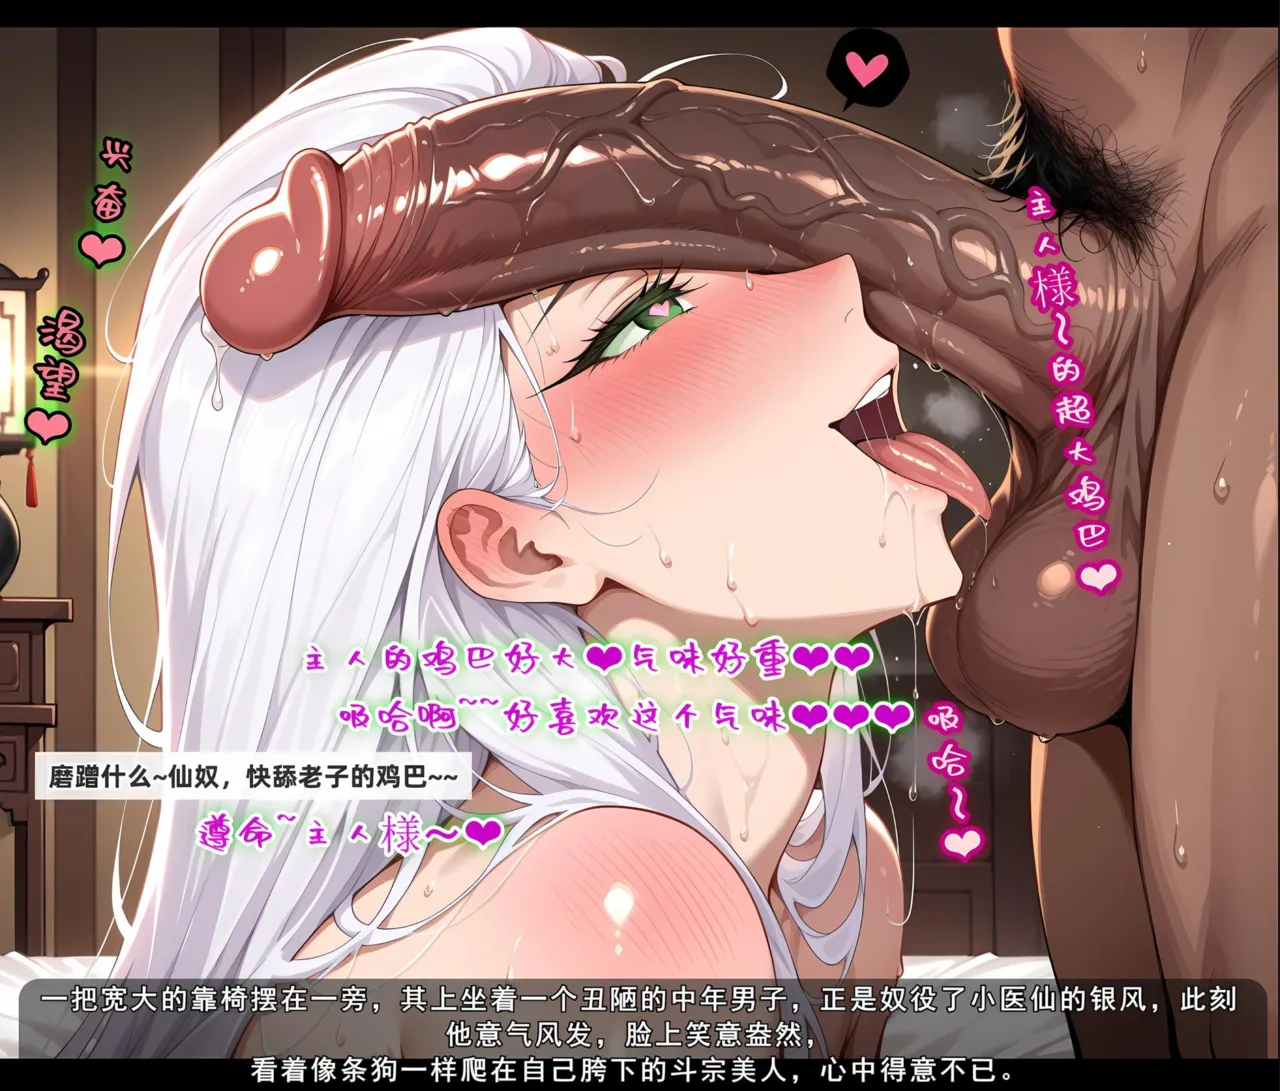 兴奋❤
渴望❤
主人様~的超大鸡巴❤
主人的鸡巴好大❤气味好重❤❤
吸哈啊~~好喜欢这个气味❤❤❤
吸哈~❤
磨蹭什么~仙奴，快舔老子的鸡巴~~
遵命~主人様~❤
一把宽大的靠椅摆在一旁，其上坐着一个丑陋的中年男子，正是奴役了小医仙的银风，此刻
他意气风发，脸上笑意盎然，
看着像条狗一样爬在自己胯下的斗宗美人，心中得意不已。